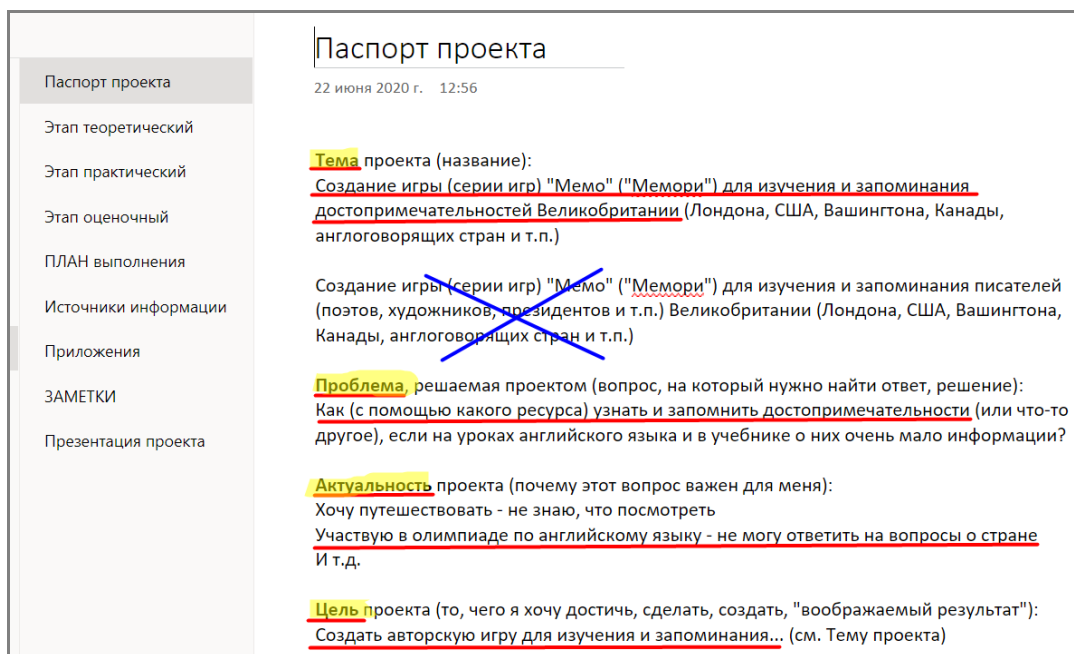 Паспорт проекта
Этап теоретический
Этап практический
Этап оценочный
ПЛАН выполнения
Источники информации
Приложения
ЗАМЕТКИ
Презентация проекта
Паспорт проекта
22 июня 2020 г. 12:56
Тема проекта (название):
Создание игры (серии игр) "Мемо" ("Мемори") для изучения и запоминания
достопримечательностей Великобритании (Лондона, США, Вашингтона, Канады,
англоговорящих стран и т.п.)
Создание игры (серии игр) "Мемо" ("Мемори") для изучения и запоминания писателей
(поэтов, художников, президентов и т.п.) Великобритании (Лондона, США, Вашингтона,
Канады, англоговорящих стран и т.п.)
Проблема, решаемая проектом (вопрос, на который нужно найти ответ, решение):
Как (с помощью какого ресурса) узнать и запомнить достопримечательности (или что-то
другое), если на уроках английского языка и в учебнике о них очень мало информации?
Актуальность проекта (почему этот вопрос важен для меня):
Хочу путешествовать - не знаю, что посмотреть
Участвую в олимпиаде по английскому языку - не могу ответить на вопросы о стране
И т.д.
Цель проекта (то, чего я хочу достичь, сделать, создать, "воображаемый результат"):
Создать авторскую игру для изучения и запоминания... (см. Тему проекта)